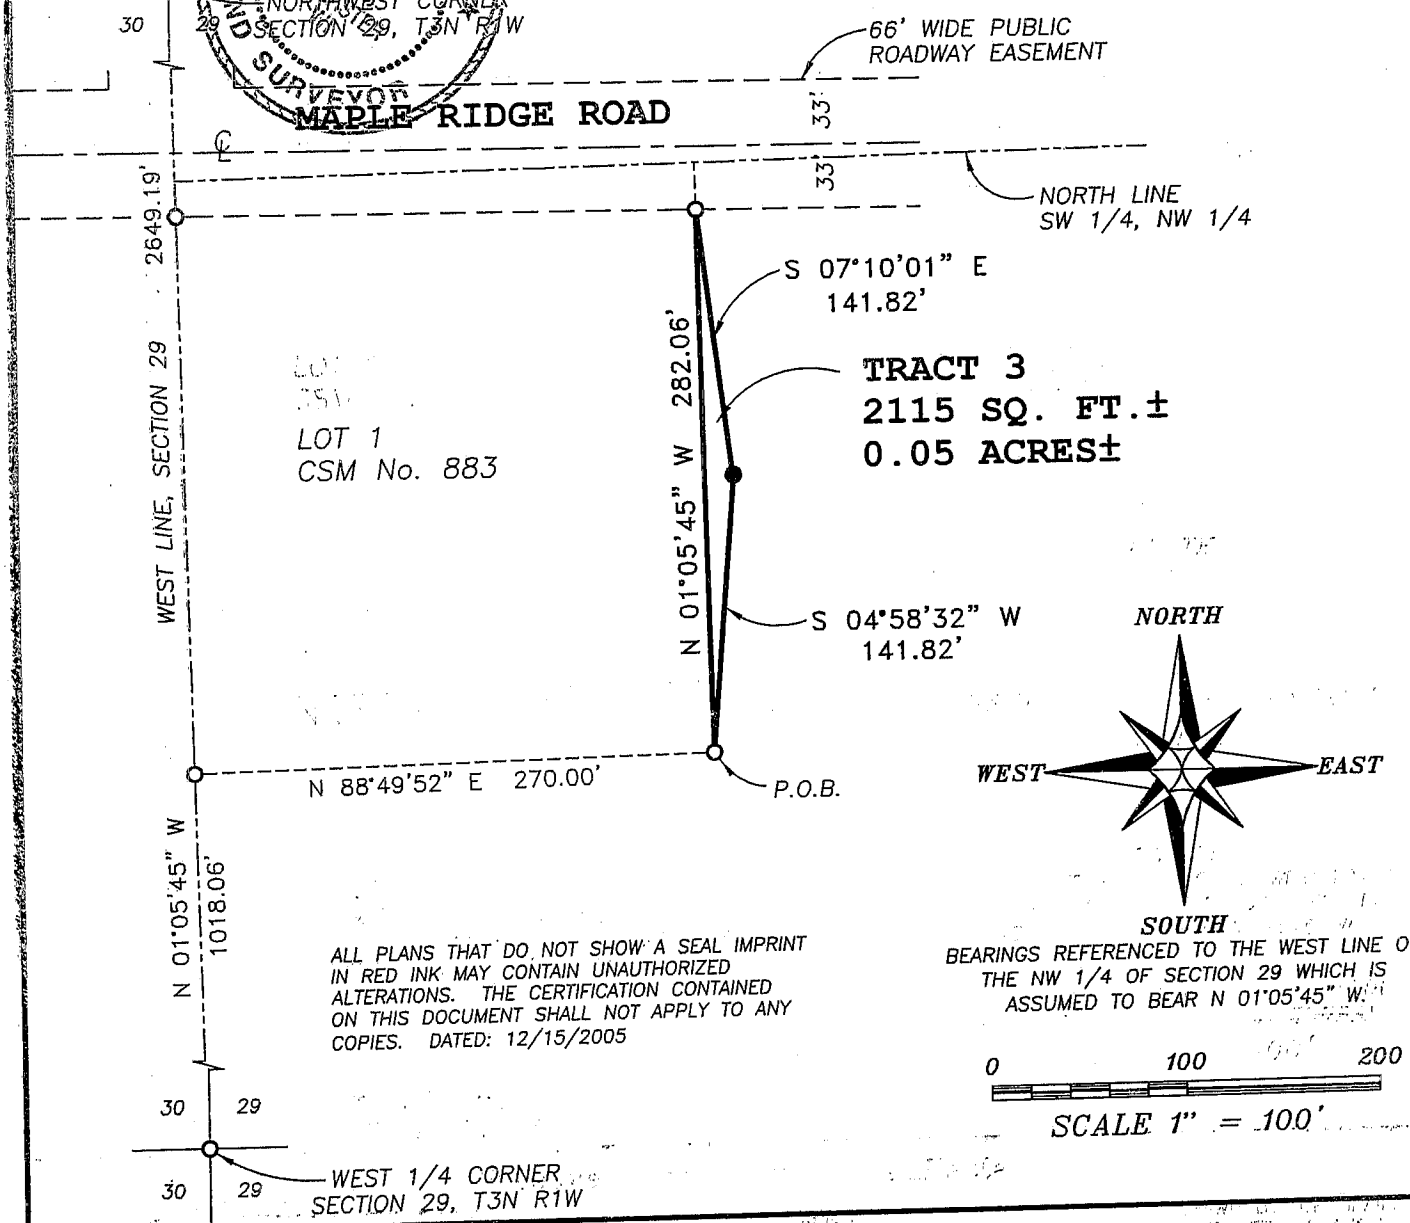 NORTHWEST CORNER
30 29 SECTION 29, T3N R1W
ND SURVEYOR
66' WIDE PUBLIC
ROADWAY EASEMENT
MAPLE RIDGE ROAD
33'
℄
33'
NORTH LINE
SW 1/4, NW 1/4
2649.19'
WEST LINE, SECTION 29
S 07°10'01" E
141.82'
N 01°05'45" W 282.06'
TRACT 3
2115 SQ. FT.±
0.05 ACRES±
LOT 1
CSM No. 883
S 04°58'32" W
141.82'
N 88°49'52" E 270.00'
P.O.B.
NORTH
WEST
EAST
SOUTH
N 01°05'45" W
1018.06'
ALL PLANS THAT DO NOT SHOW A SEAL IMPRINT
IN RED INK MAY CONTAIN UNAUTHORIZED
ALTERATIONS. THE CERTIFICATION CONTAINED
ON THIS DOCUMENT SHALL NOT APPLY TO ANY
COPIES. DATED: 12/15/2005
BEARINGS REFERENCED TO THE WEST LINE O
THE NW 1/4 OF SECTION 29 WHICH IS
ASSUMED TO BEAR N 01°05'45" W.
0 100 200
SCALE 1" = 100'
30 29
WEST 1/4 CORNER
30 29
SECTION 29, T3N R1W